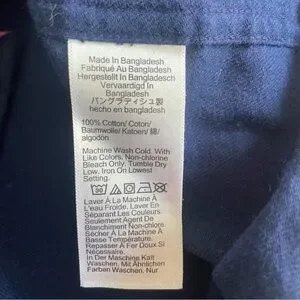 Made In Bangladesh
Fabriqué Au Bangladesh
Hergestellt In Bangladesch
Vervaardigd In
Bangladesh
バングラディシュ製
hecho en bangladesh
100% Cotton/ Coton/
Baumwolle/ Katoen/ 綿/
algodón
Machine Wash Cold. With
Like Colors. Non-chlorine
Bleach Only. Tumble Dry
Low. Iron On Lowest
Setting.
Laver À La Machine À
L'eau Froide. Laver En
Séparant Les Couleurs.
Seulement Agent De
Blanchiment Non-chlore.
Sécher À La Machine À
Basse Température.
Repasser À Fer Doux Si
Nécessaire.
In Der Maschine Kalt
Waschen. Mit Ähnlichen
Farben Waschen. Nur